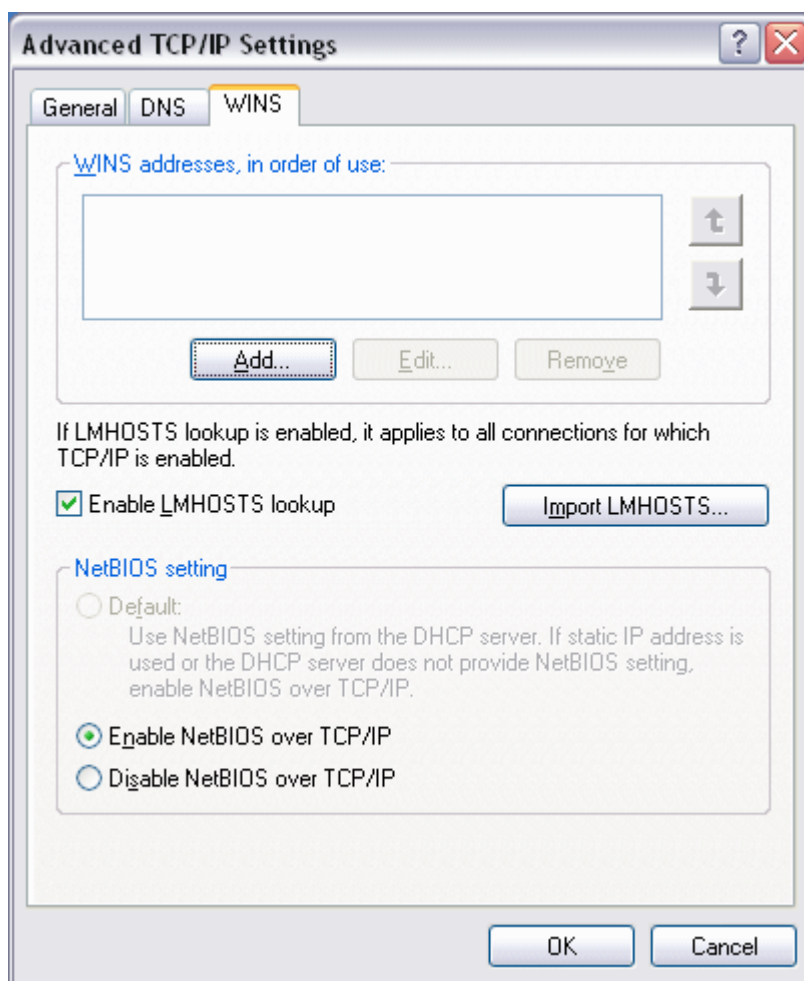 Advanced TCP/IP Settings
General DNS WINS
WINS addresses, in order of use:
Add... Edit... Remove
If LMHOSTS lookup is enabled, it applies to all connections for which
TCP/IP is enabled.
Enable LMHOSTS lookup Import LMHOSTS...
NetBIOS setting
Default:
Use NetBIOS setting from the DHCP server. If static IP address is
used or the DHCP server does not provide NetBIOS setting,
enable NetBIOS over TCP/IP.
Enable NetBIOS over TCP/IP
Disable NetBIOS over TCP/IP
OK Cancel